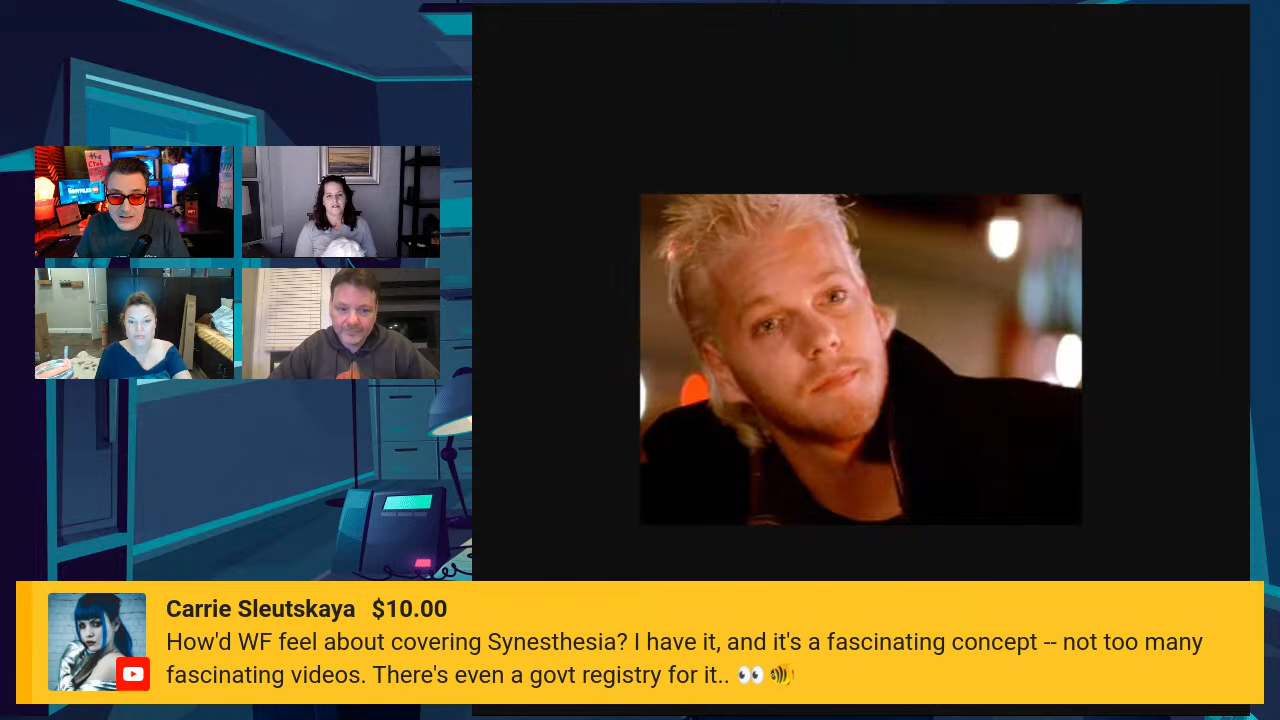 the
Carrie Sleutskaya $10.00
How'd WF feel about covering Synesthesia? I have it, and it's a fascinating concept -- not too many
fascinating videos. There's even a govt registry for it.. 👀 🐠